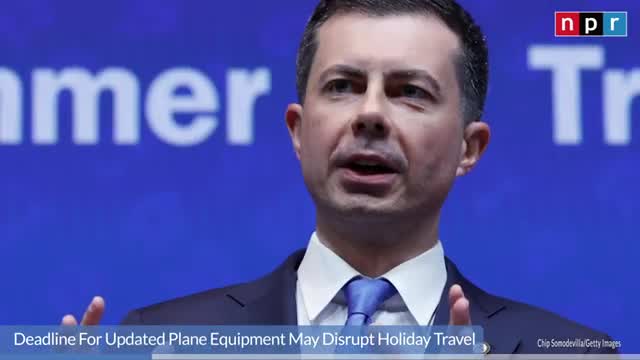 npr
mmer
Tr
Deadline For Updated Plane Equipment May Disrupt Holiday Travel
Chip Somodevilla/Getty Images